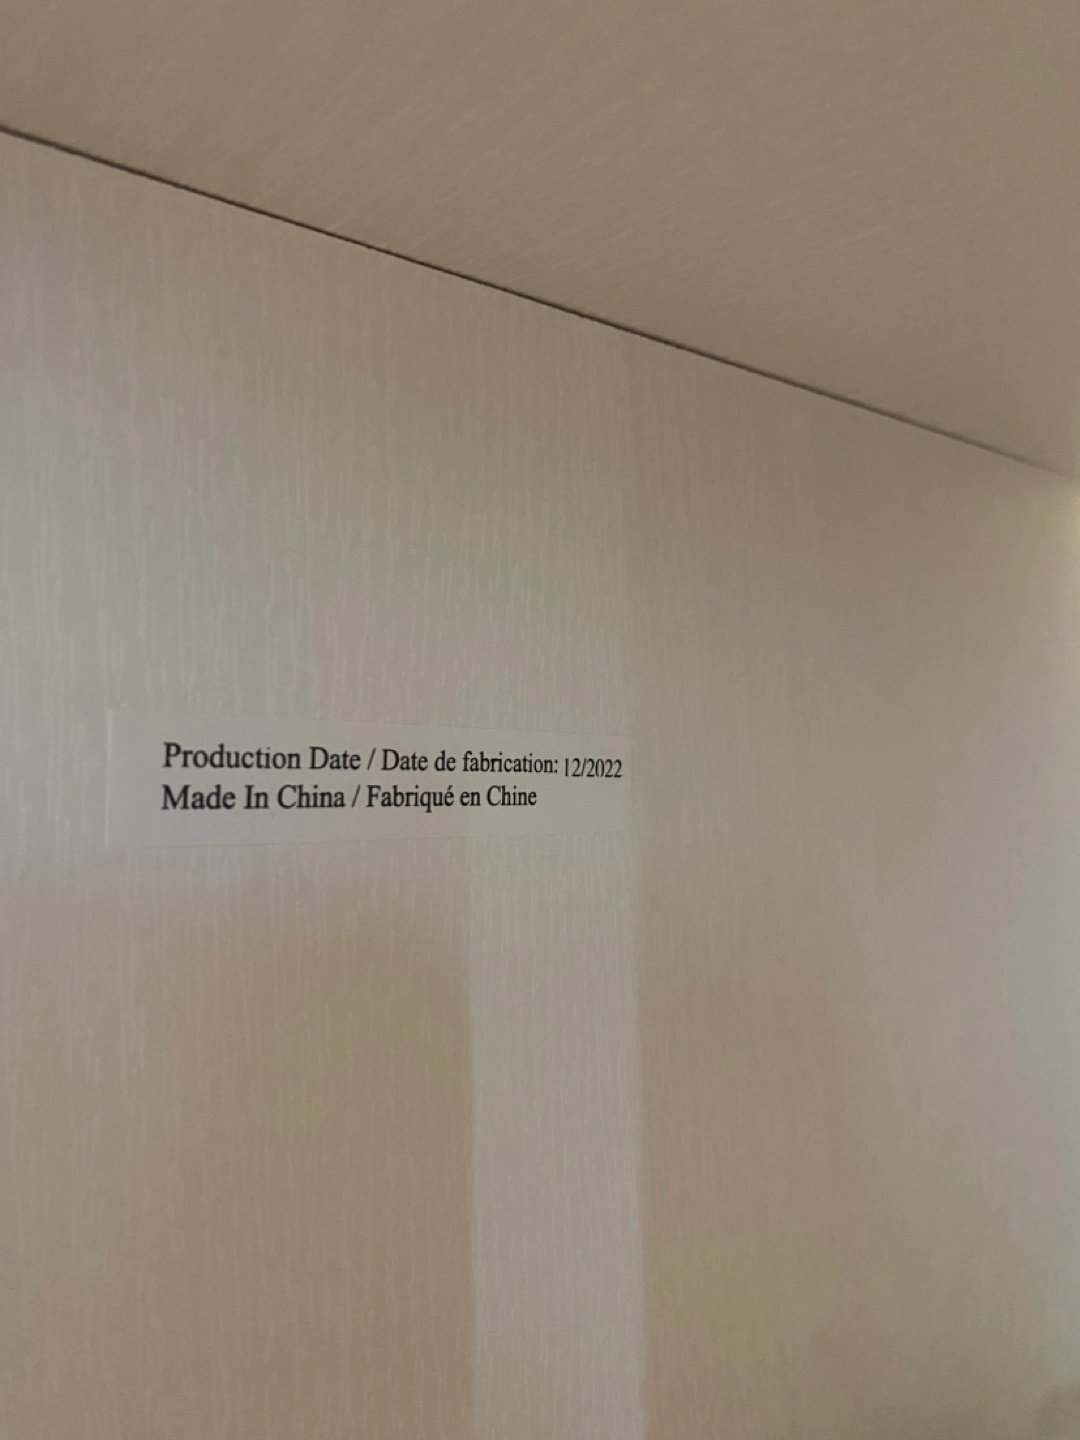 Production Date / Date de fabrication: 12/2022
Made In China / Fabriqué en Chine